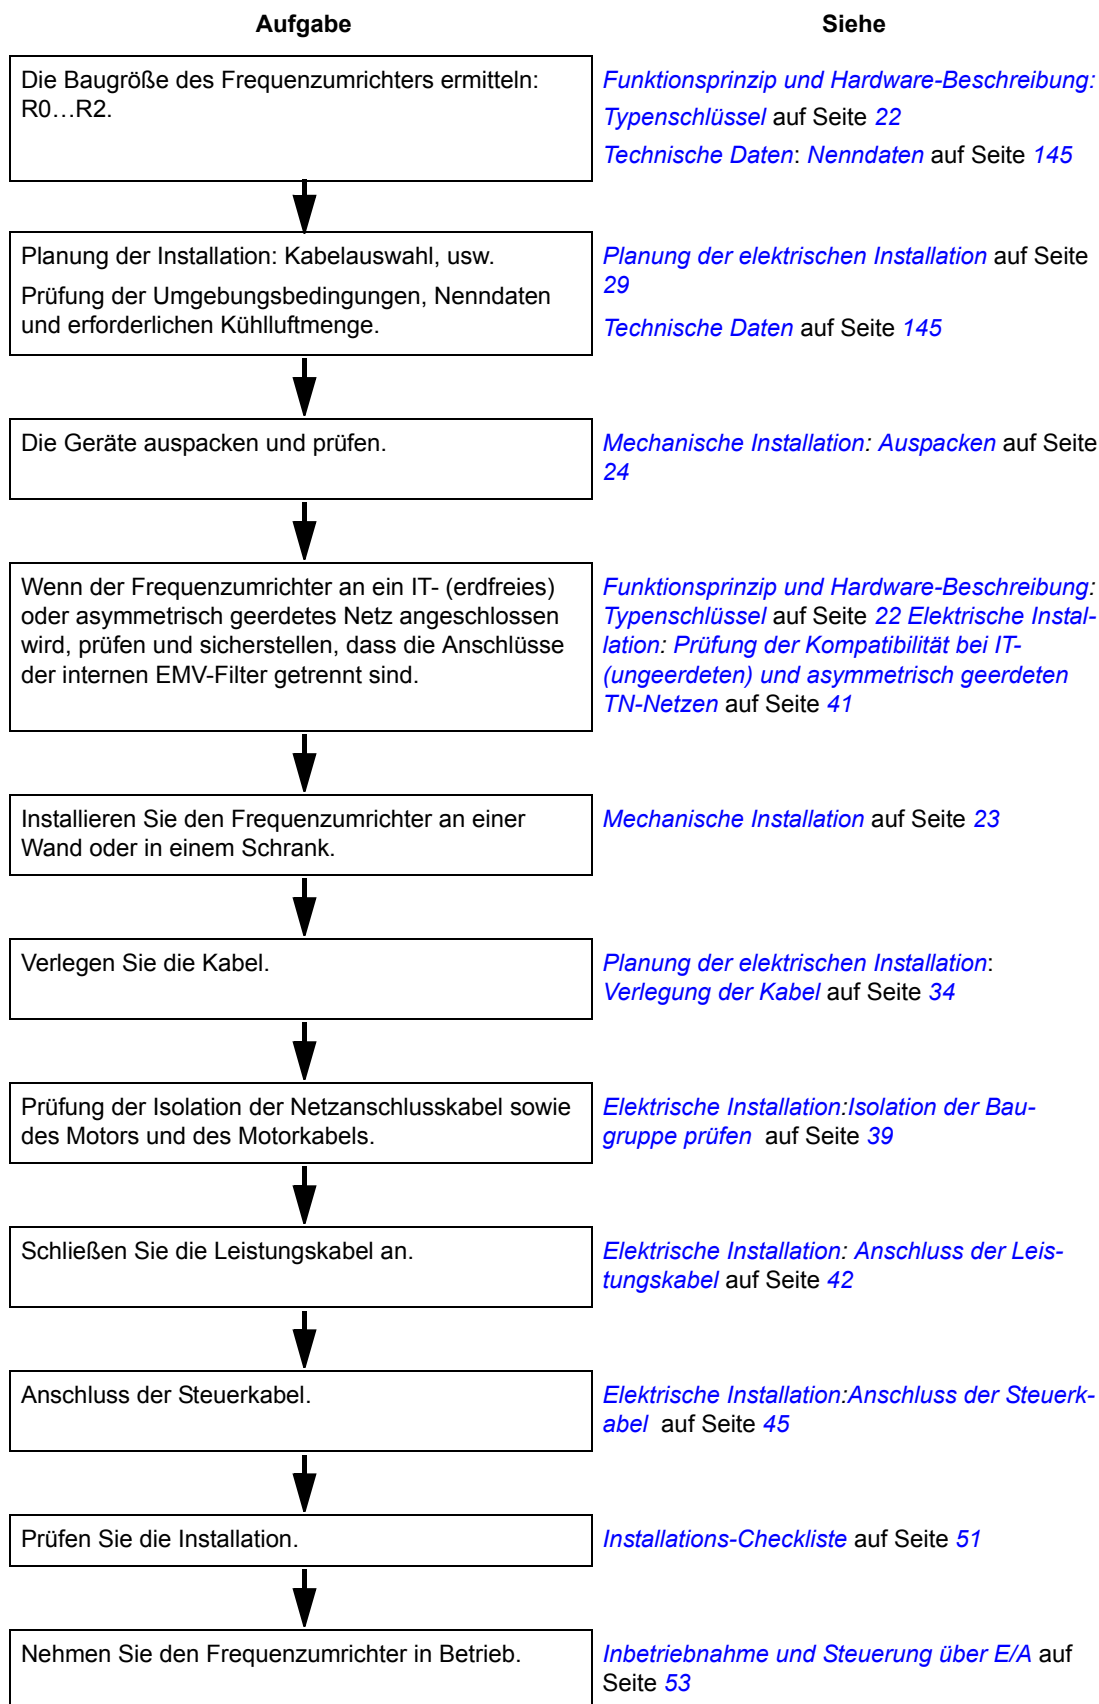 Aufgabe
Siehe
Die Baugröße des Frequenzumrichters ermitteln:
R0…R2.
Funktionsprinzip und Hardware-Beschreibung:
Typenschlüssel auf Seite 22
Technische Daten: Nenndaten auf Seite 145
Planung der Installation: Kabelauswahl, usw.
Prüfung der Umgebungsbedingungen, Nenndaten
und erforderlichen Kühlluftmenge.
Planung der elektrischen Installation auf Seite
29
Technische Daten auf Seite 145
Die Geräte auspacken und prüfen.
Mechanische Installation: Auspacken auf Seite
24
Wenn der Frequenzumrichter an ein IT- (erdfreies)
oder asymmetrisch geerdetes Netz angeschlossen
wird, prüfen und sicherstellen, dass die Anschlüsse
der internen EMV-Filter getrennt sind.
Funktionsprinzip und Hardware-Beschreibung:
Typenschlüssel auf Seite 22 Elektrische Instal-
lation: Prüfung der Kompatibilität bei IT-
(ungeerdeten) und asymmetrisch geerdeten
TN-Netzen auf Seite 41
Installieren Sie den Frequenzumrichter an einer
Wand oder in einem Schrank.
Mechanische Installation auf Seite 23
Verlegen Sie die Kabel.
Planung der elektrischen Installation:
Verlegung der Kabel auf Seite 34
Prüfung der Isolation der Netzanschlusskabel sowie
des Motors und des Motorkabels.
Elektrische Installation:Isolation der Bau-
gruppe prüfen auf Seite 39
Schließen Sie die Leistungskabel an.
Elektrische Installation: Anschluss der Leis-
tungskabel auf Seite 42
Anschluss der Steuerkabel.
Elektrische Installation:Anschluss der Steuerk-
abel auf Seite 45
Prüfen Sie die Installation.
Installations-Checkliste auf Seite 51
Nehmen Sie den Frequenzumrichter in Betrieb.
Inbetriebnahme und Steuerung über E/A auf
Seite 53